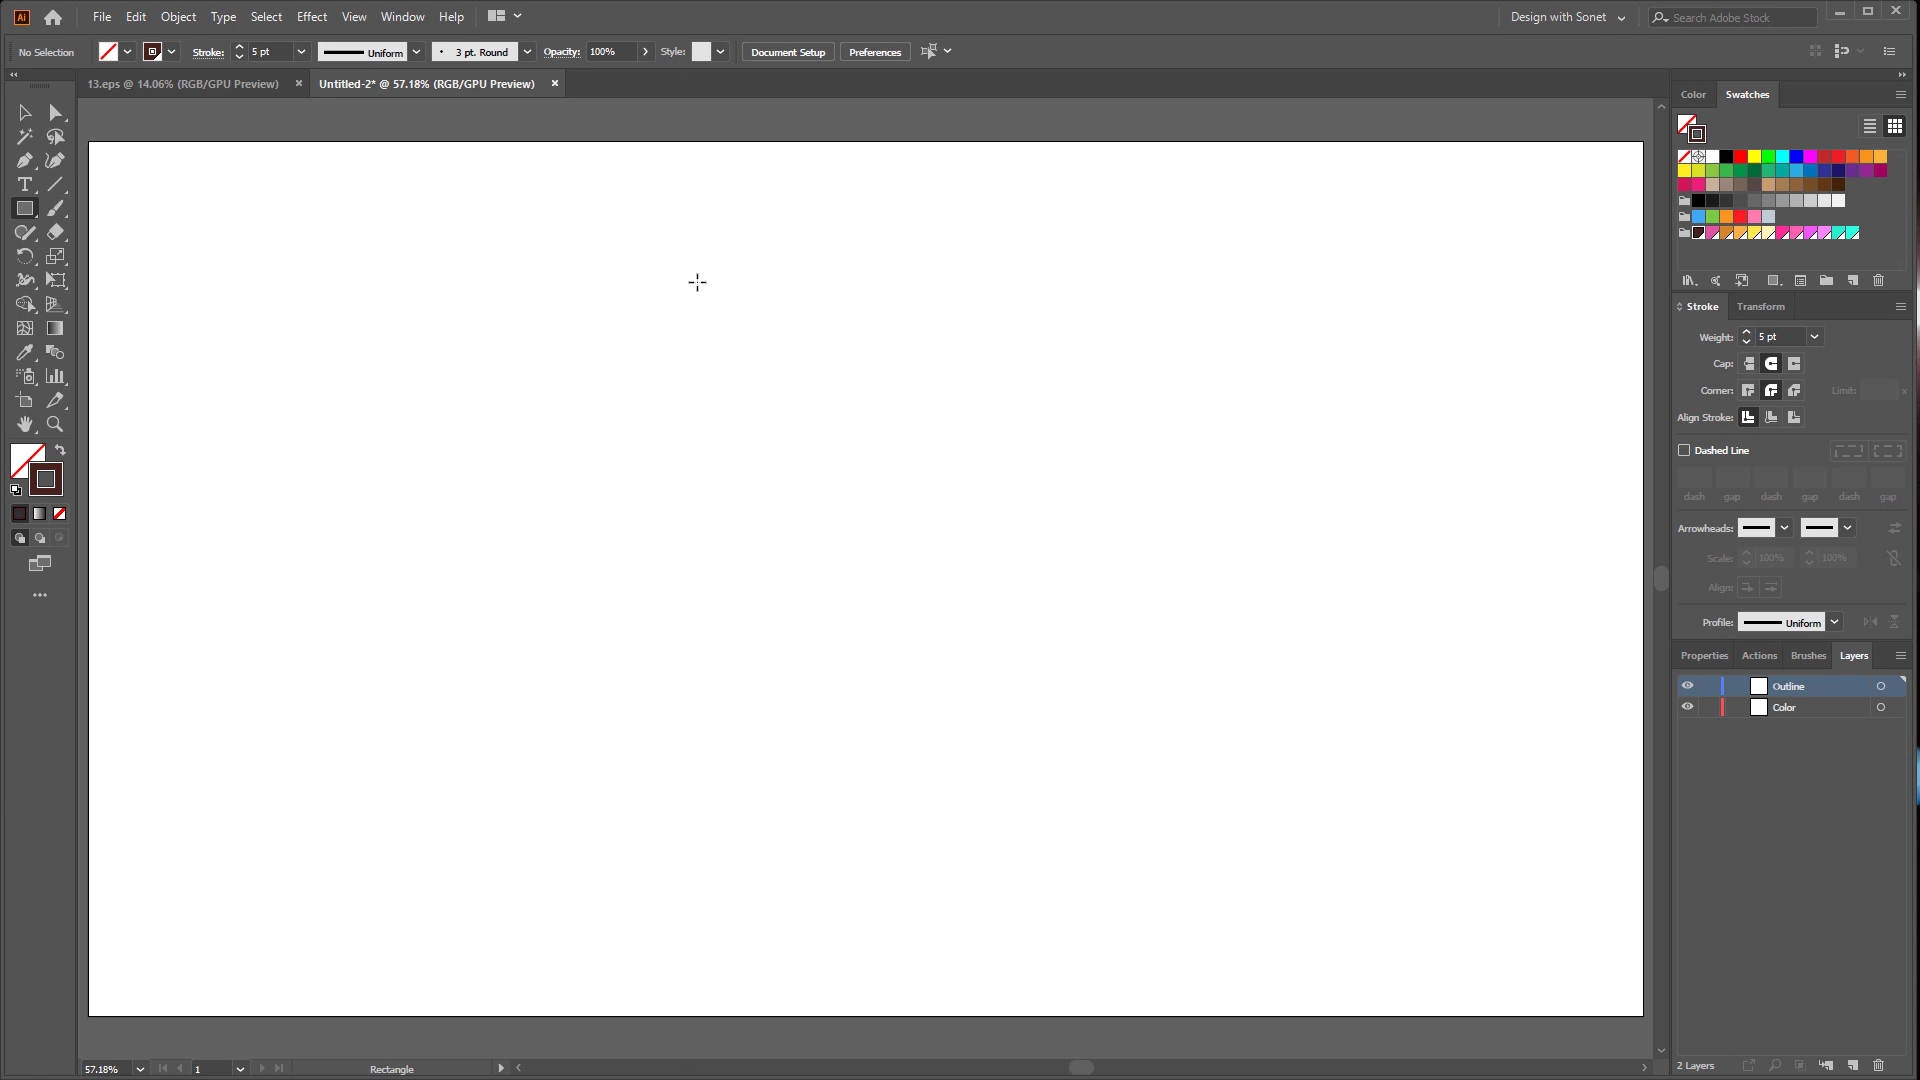 Ai File Edit Object Type Select Effect View Window Help Design with Sonet Search Adobe Stock
No Selection Stroke: 5 pt Uniform 3 pt. Round Opacity: 100% Style: Document Setup Preferences
13.eps @ 14.06% (RGB/GPU Preview) Untitled-2* @ 57.18% (RGB/GPU Preview)
Color Swatches
Stroke Transform
Weight: 5 pt
Cap:
Corner: Limit: x
Align Stroke:
Dashed Line
dash gap dash gap dash gap
Arrowheads:
Scale: 100% 100%
Align:
Profile: Uniform
Properties Actions Brushes Layers
Outline
Color
57.18% 1 Rectangle 2 Layers